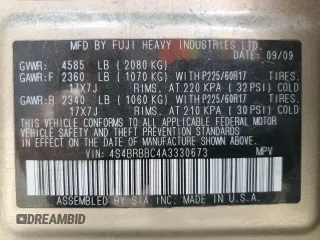 MFD BY FUJI HEAVY INDUSTRIES LTD.
09/09
GVWR: 4585 LB (2080 KG)
GAWR:F 2360 LB (1070 KG) WITH P225/60R17 TIRES.
17X7J RIMS. AT 220 KPA ( 32 PSI) COLD
GAWR:R 2340 LB (1060 KG) WITH P225/60R17 TIRES.
17X7J RIMS. AT 210 KPA ( 30 PSI) COLD
THIS VEHICLE CONFORMS TO ALL APPLICABLE
FEDERAL MOTOR VEHICLE SAFETY AND BUMPER
STANDARDS IN EFFECT ON THE DATE OF
MANUFACTURE SHOWN ABOVE.
VIN: 4S4BRBBC4A3330673 MPV
ASSEMBLED BY SIA INC. MADE IN U.S.A.
DREAMBID